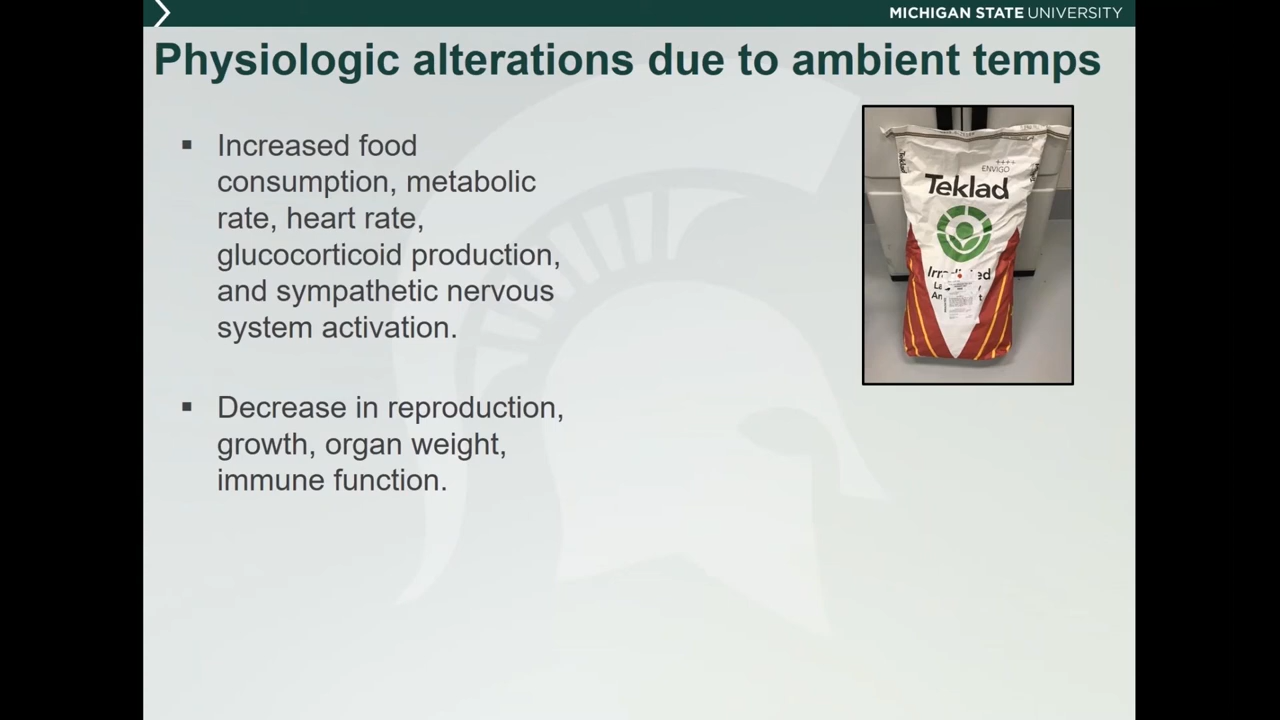 MICHIGAN STATE UNIVERSITY
Physiologic alterations due to ambient temps
▪ Increased food
consumption, metabolic
rate, heart rate,
glucocorticoid production,
and sympathetic nervous
system activation.
▪ Decrease in reproduction,
growth, organ weight,
immune function.
ENVIGO
Teklad